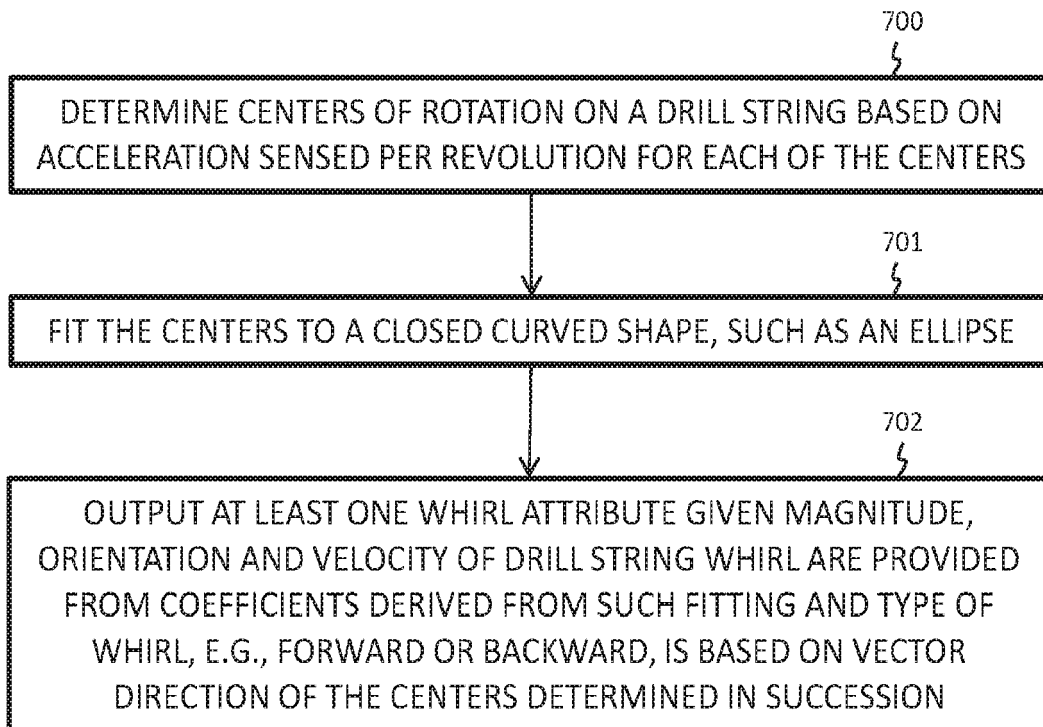 700
DETERMINE CENTERS OF ROTATION ON A DRILL STRING BASED ON
ACCELERATION SENSED PER REVOLUTION FOR EACH OF THE CENTERS
701
FIT THE CENTERS TO A CLOSED CURVED SHAPE, SUCH AS AN ELLIPSE
702
OUTPUT AT LEAST ONE WHIRL ATTRIBUTE GIVEN MAGNITUDE,
ORIENTATION AND VELOCITY OF DRILL STRING WHIRL ARE PROVIDED
FROM COEFFICIENTS DERIVED FROM SUCH FITTING AND TYPE OF
WHIRL, E.G., FORWARD OR BACKWARD, IS BASED ON VECTOR
DIRECTION OF THE CENTERS DETERMINED IN SUCCESSION